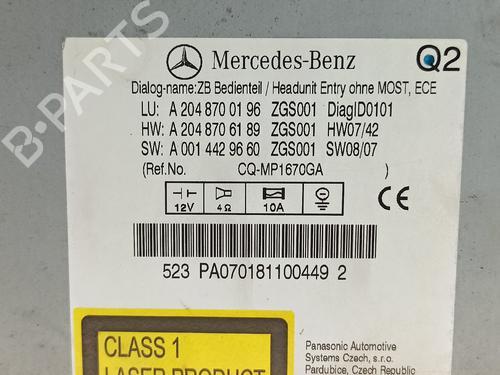 B-PARTS
Mercedes-Benz
Q2
Dialog-name:ZB Bedienteil / Headunit Entry ohne MOST, ECE
LU: A 204 870 01 96 ZGS001 DiagID0101
HW: A 204 870 61 89 ZGS001 HW07/42
SW: A 001 442 96 60 ZGS001 SW08/07
(Ref.No. CQ-MP1670GA )
12V 4Ω 10A
CE
523 PA070181100449 2
CLASS 1
LASER PRODUCT
Panasonic Automotive
Systems Czech, s.r.o.
Pardubice, Czech Republic